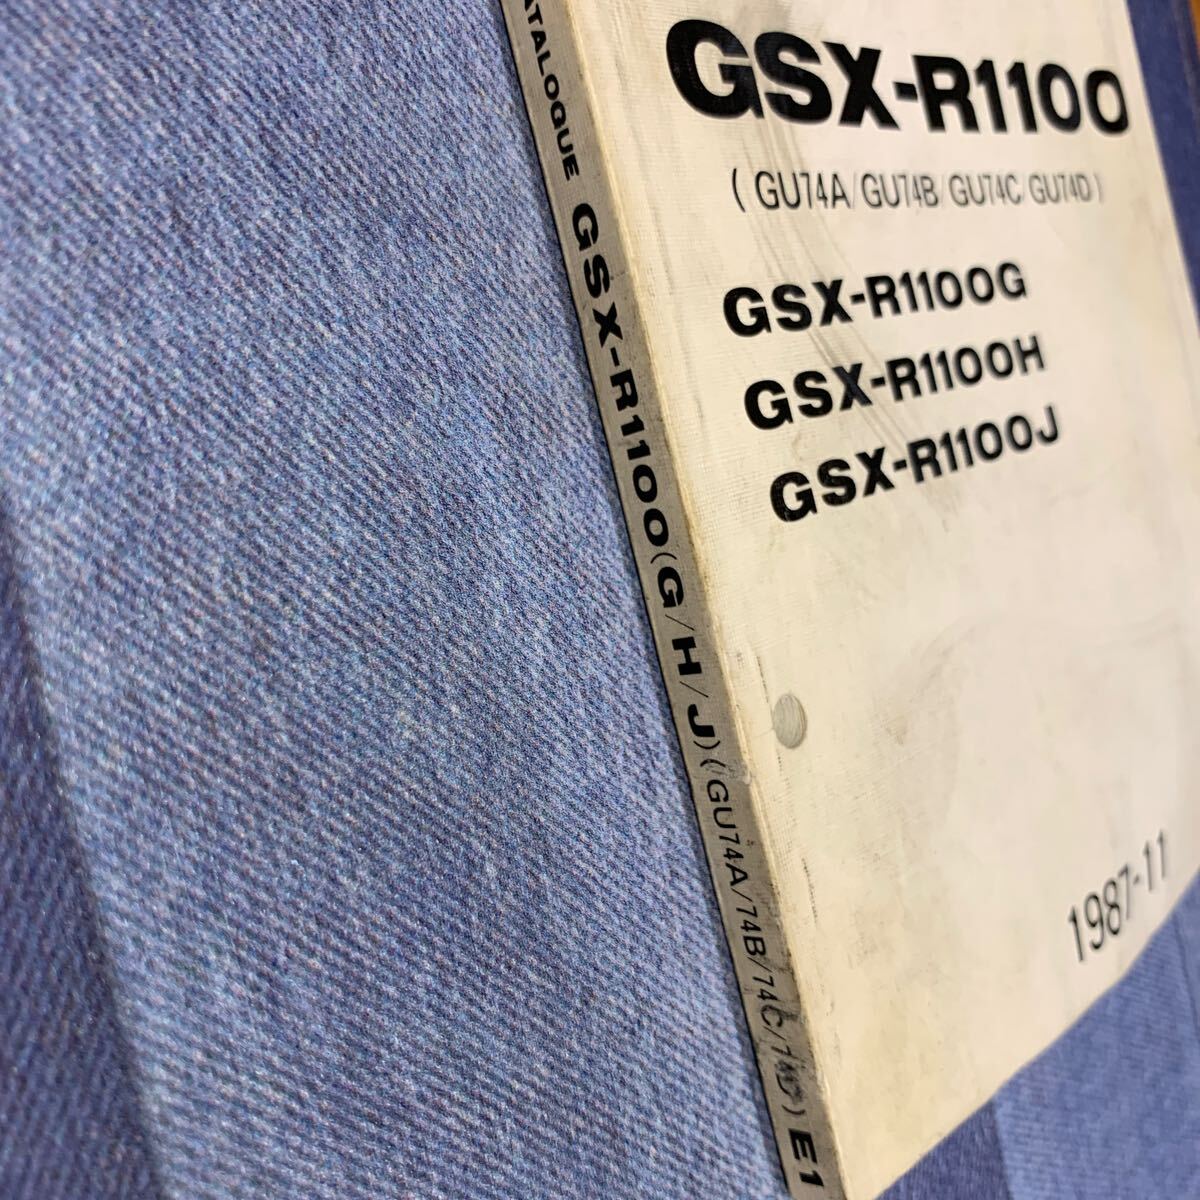 GSX-R1100
( GU74A/GU74B/GU74C/GU74D )
GSX-R1100G
GSX-R1100H
GSX-R1100J
1987-11
ATALOGUE GSX-R1100(G/H/J)(GU74A/74B/74C/74D) E1